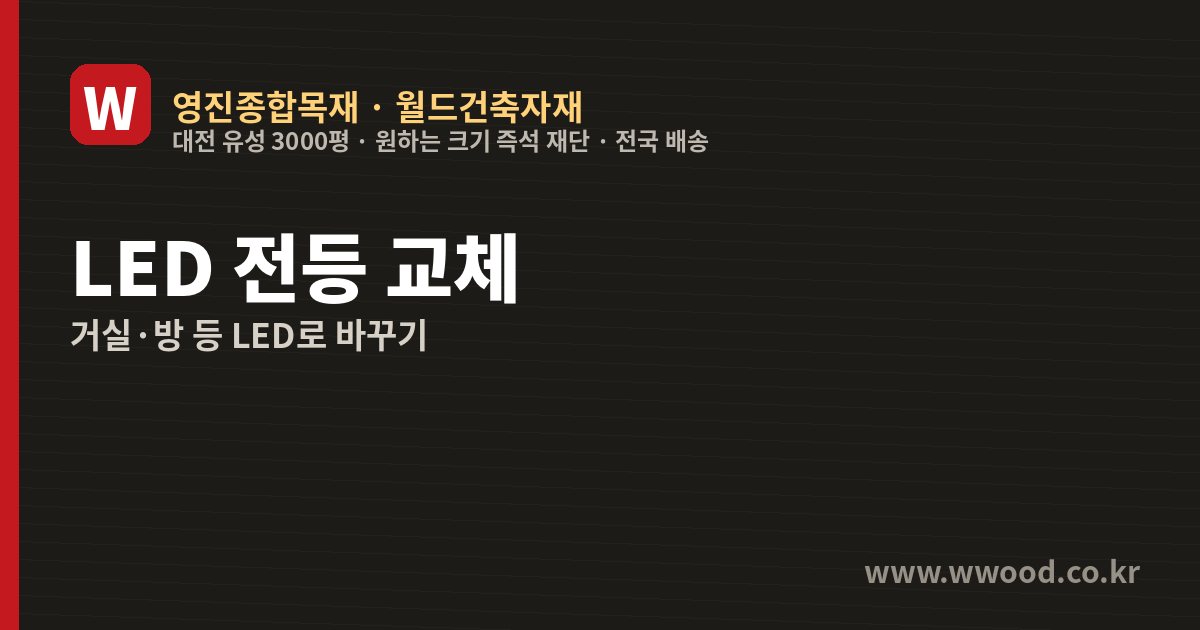 W
영진종합목재 · 월드건축자재
대전 유성 3000평 · 원하는 크기 즉석 재단 · 전국 배송
LED 전등 교체
거실·방 등 LED로 바꾸기
www.wwood.co.kr